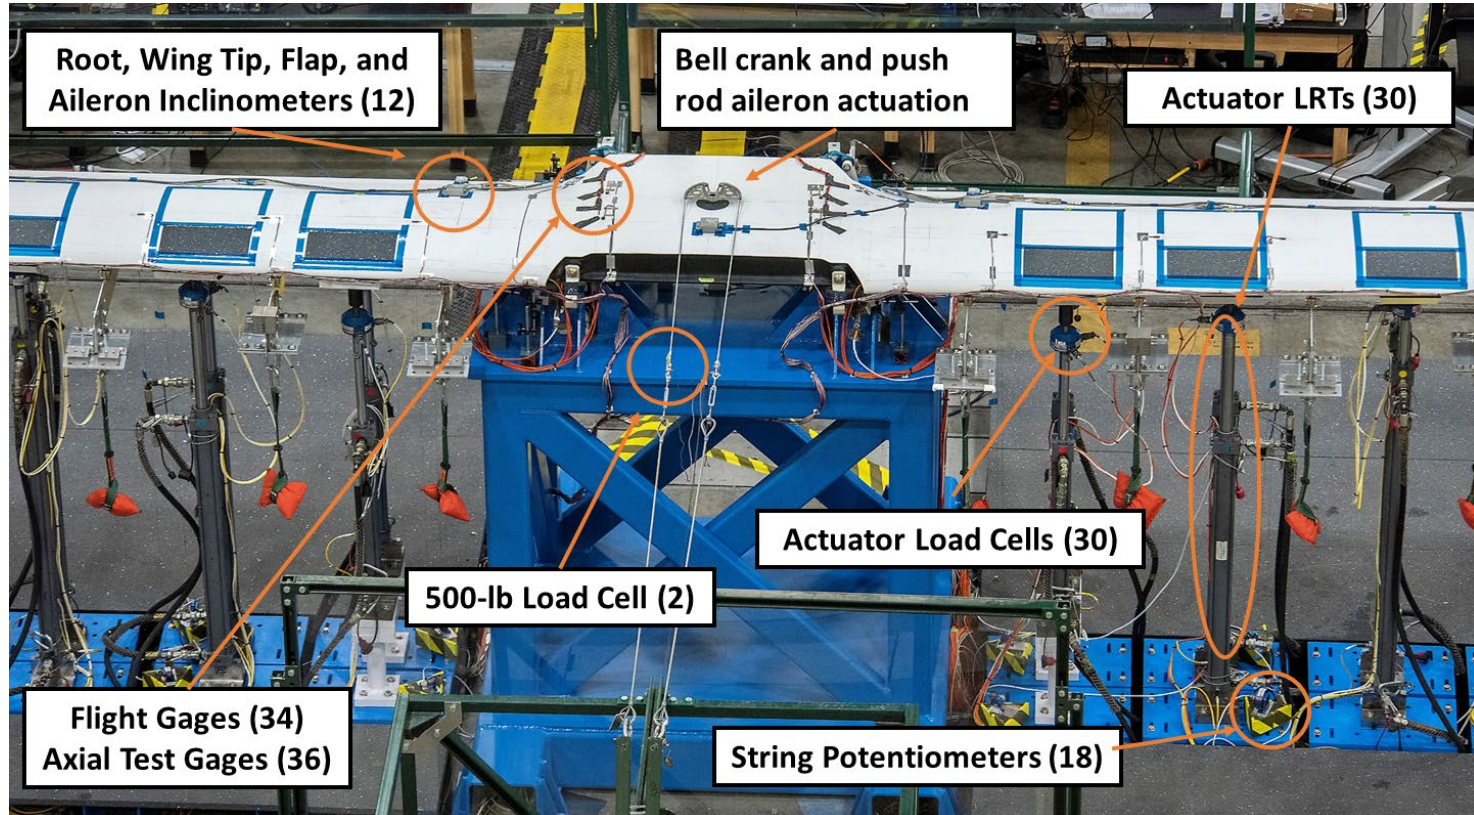 Root, Wing Tip, Flap, and
Aileron Inclinometers (12)
Bell crank and push
rod aileron actuation
Actuator LRTs (30)
Actuator Load Cells (30)
500-lb Load Cell (2)
Flight Gages (34)
Axial Test Gages (36)
String Potentiometers (18)